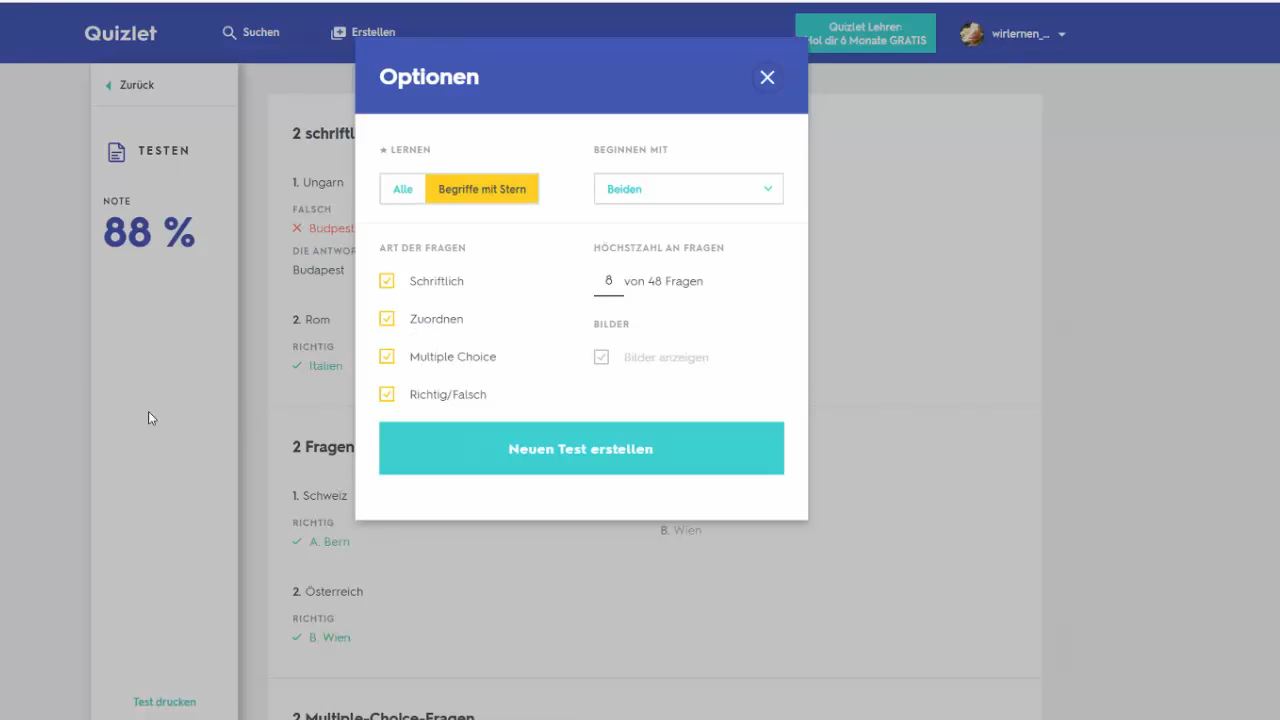 Quizlet
Suchen
Erstellen
Quizlet Lehrer:
Hol dir 6 Monate GRATIS
wirlernen_...
Zurück
TESTEN
NOTE
88 %
Test drucken
2 schriftl
1. Ungarn
FALSCH
Budpest
DIE ANTWOR
Budapest
2. Rom
RICHTIG
Italien
2 Fragen
1. Schweiz
RICHTIG
A. Bern
B. Wien
2. Österreich
RICHTIG
B. Wien
2 Multiple-Choice-Fragen
Optionen
★ LERNEN
Alle
Begriffe mit Stern
BEGINNEN MIT
Beiden
ART DER FRAGEN
Schriftlich
Zuordnen
Multiple Choice
Richtig/Falsch
HÖCHSTZAHL AN FRAGEN
8 von 48 Fragen
BILDER
Bilder anzeigen
Neuen Test erstellen